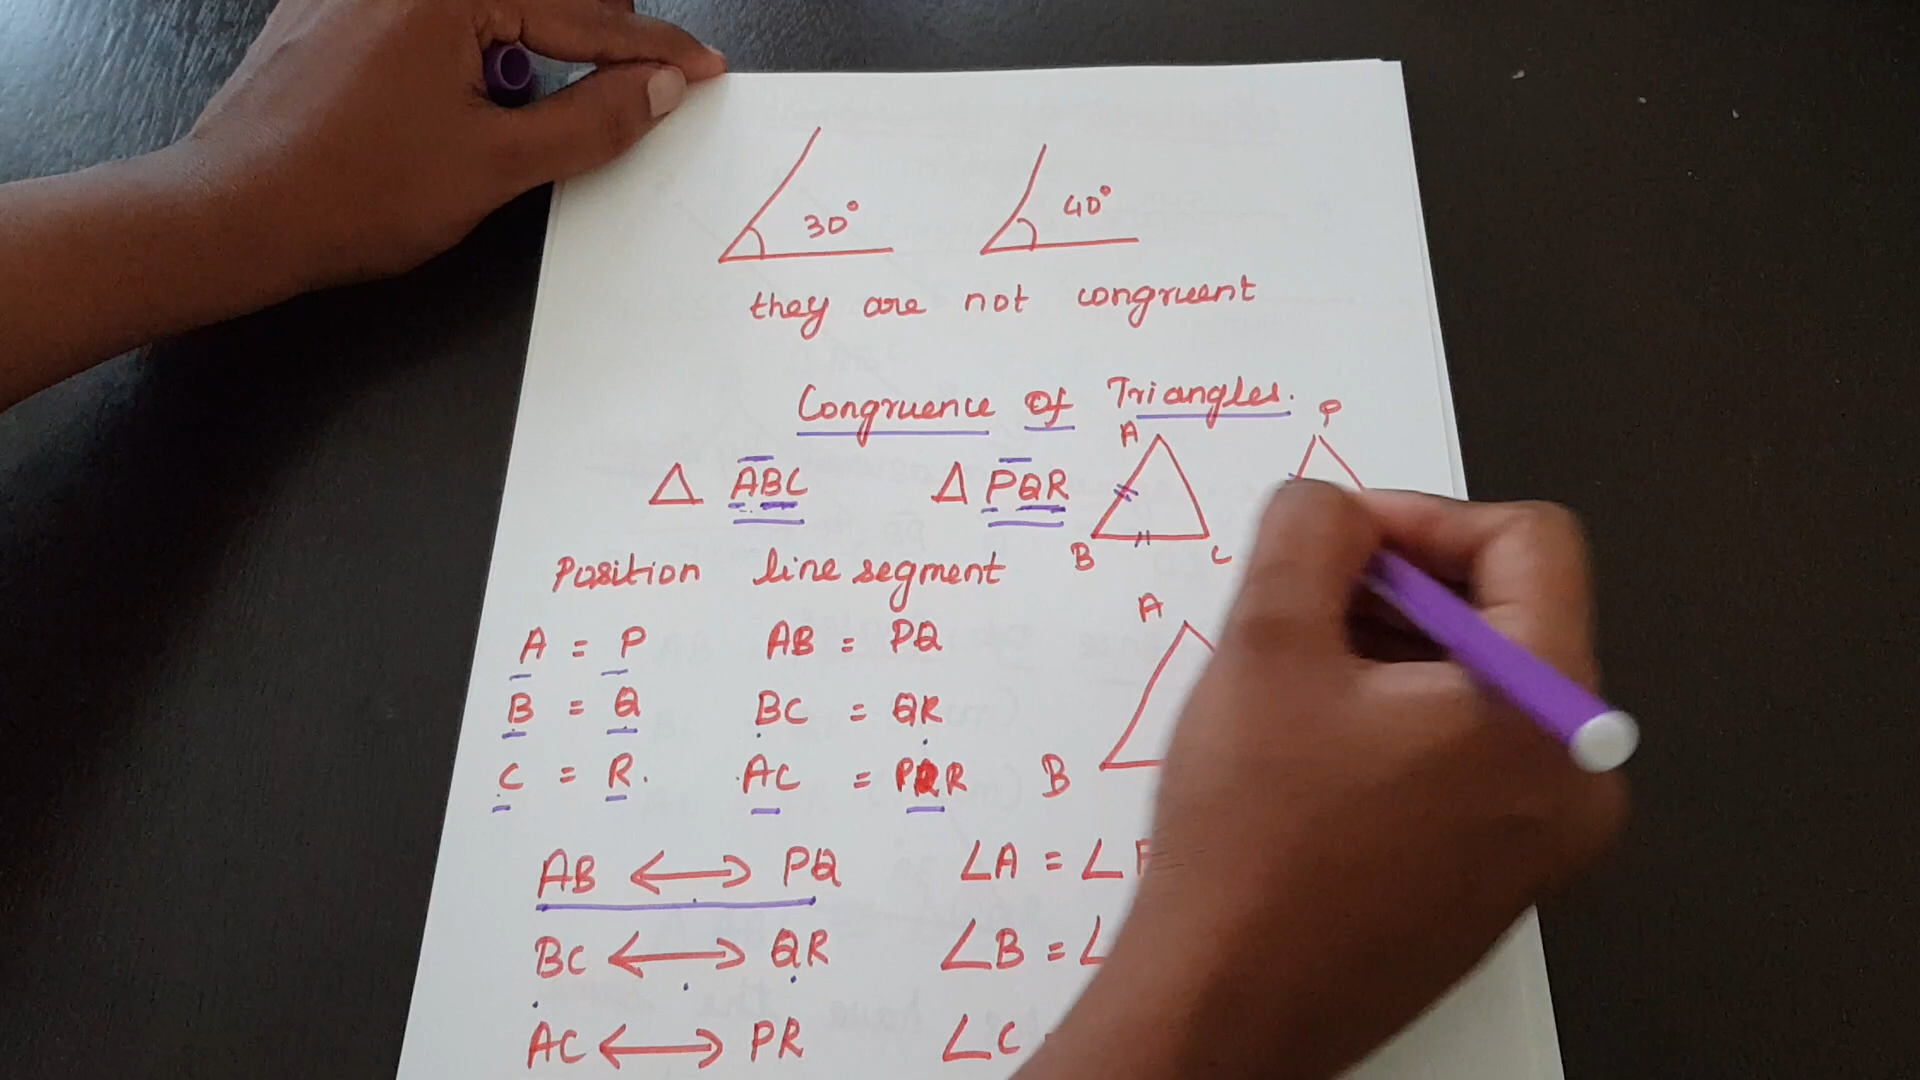 30° 40°
they are not congruent
Congruence of Triangles.
△ ABC △ PQR
A P
B C
Position line segment
A = P AB = PQ
B = Q BC = QR
C = R. AC = PR
A
B
AB ⟷ PQ ∠A = ∠P
BC ⟷ QR ∠B = ∠
AC ⟷ PR ∠C